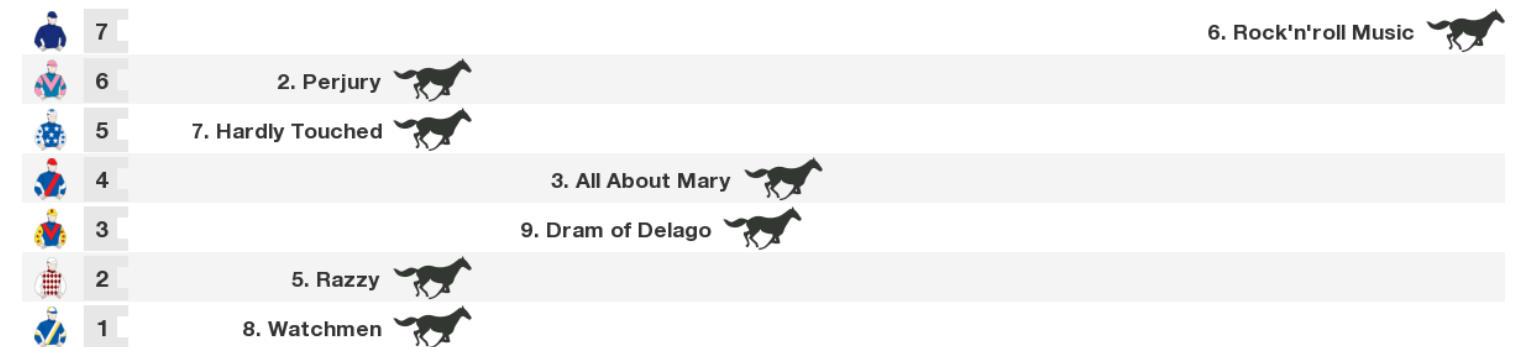 7 6. Rock'n'roll Music
6 2. Perjury
5 7. Hardly Touched
4 3. All About Mary
3 9. Dram of Delago
2 5. Razzy
1 8. Watchmen